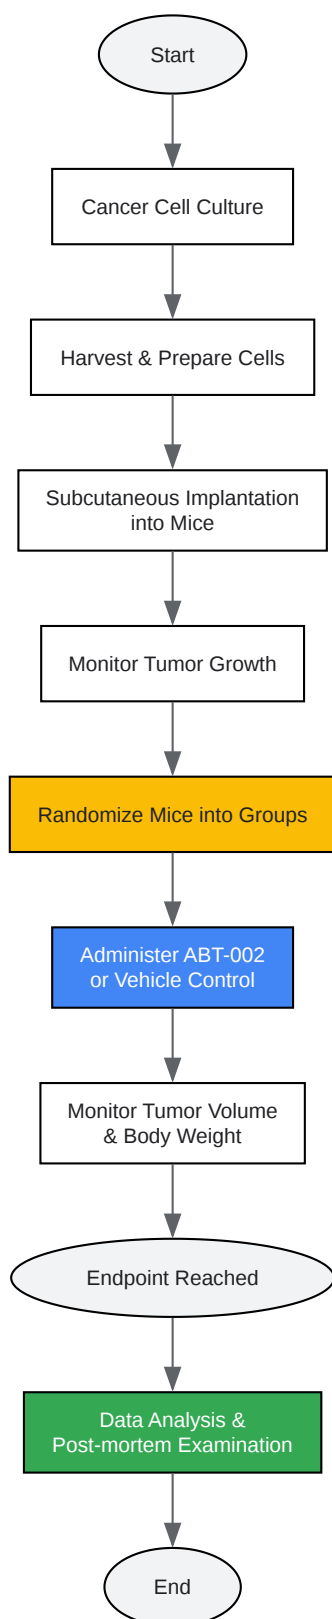 Start
Cancer Cell Culture
Harvest & Prepare Cells
Subcutaneous Implantation
into Mice
Monitor Tumor Growth
Randomize Mice into Groups
Administer ABT-002
or Vehicle Control
Monitor Tumor Volume
& Body Weight
Endpoint Reached
Data Analysis &
Post-mortem Examination
End